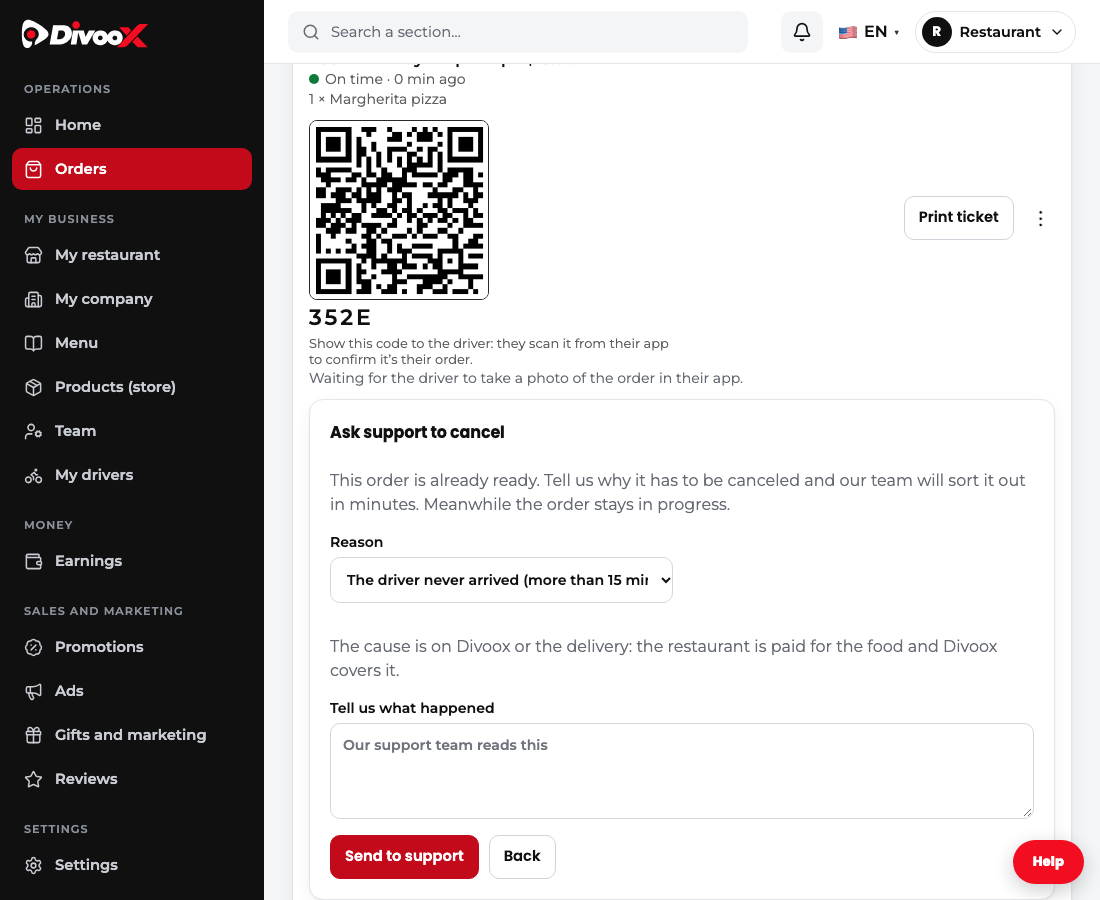 DivooX
Search a section...
EN
R
Restaurant
OPERATIONS
Home
Orders
MY BUSINESS
My restaurant
My company
Menu
Products (store)
Team
My drivers
MONEY
Earnings
SALES AND MARKETING
Promotions
Ads
Gifts and marketing
Reviews
SETTINGS
Settings
On time · 0 min ago
1 × Margherita pizza
Print ticket
352E
Show this code to the driver: they scan it from their app
to confirm it's their order.
Waiting for the driver to take a photo of the order in their app.
Ask support to cancel
This order is already ready. Tell us why it has to be canceled and our team will sort it out
in minutes. Meanwhile the order stays in progress.
Reason
The driver never arrived (more than 15 min
The cause is on Divoox or the delivery: the restaurant is paid for the food and Divoox
covers it.
Tell us what happened
Our support team reads this
Send to support
Back
Help